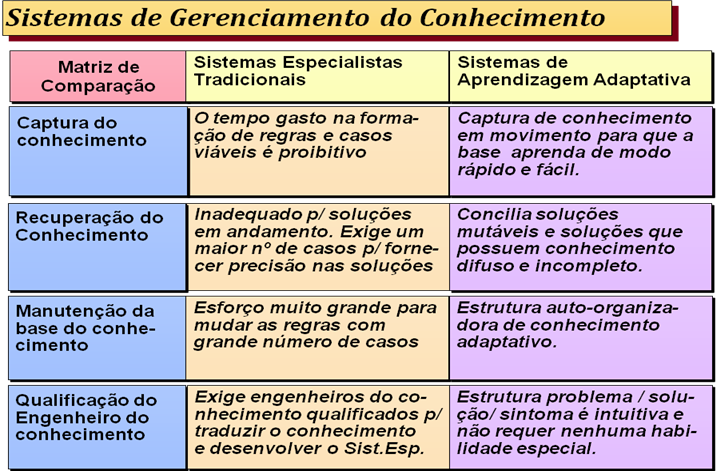 Sistemas de Gerenciamento do Conhecimento
Matriz de
Comparação
Sistemas Especialistas
Tradicionais
Sistemas de
Aprendizagem Adaptativa
Captura do
conhecimento
O tempo gasto na forma-
ção de regras e casos
viáveis é proibitivo
Captura de conhecimento
em movimento para que a
base aprenda de modo
rápido e fácil.
Recuperação do
Conhecimento
Inadequado p/ soluções
em andamento. Exige um
maior nº de casos p/ forne-
cer precisão nas soluções
Concilia soluções
mutáveis e soluções que
possuem conhecimento
difuso e incompleto.
Manutenção da
base do conhe-
cimento
Esforço muito grande para
mudar as regras com
grande número de casos
Estrutura auto-organiza-
dora de conhecimento
adaptativo.
Qualificação do
Engenheiro do
conhecimento
Exige engenheiros do co-
nhecimento qualificados p/
traduzir o conhecimento
e desenvolver o Sist.Esp.
Estrutura problema / solu-
ção/ sintoma é intuitiva e
não requer nenhuma habi-
lidade especial.